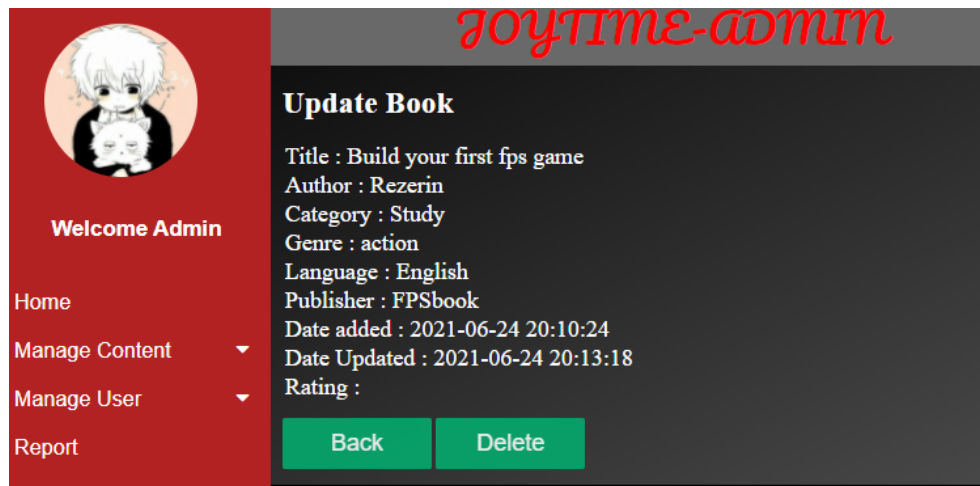 JOYTIME-ADMIN
Welcome Admin
Home
Manage Content
Manage User
Report
Update Book
Title : Build your first fps game
Author : Rezerin
Category : Study
Genre : action
Language : English
Publisher : FPSbook
Date added : 2021-06-24 20:10:24
Date Updated : 2021-06-24 20:13:18
Rating :
Back
Delete